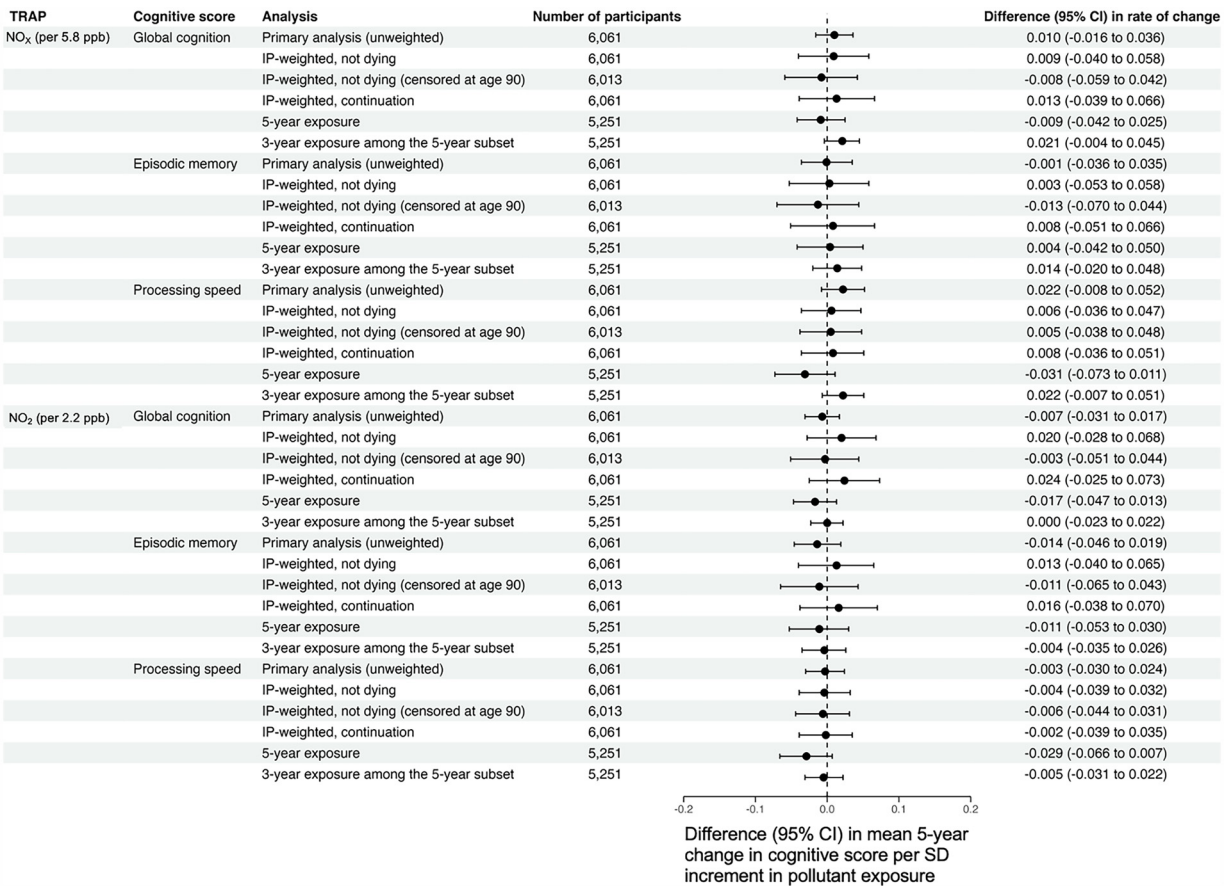 TRAP Cognitive score Analysis Number of participants Difference (95% CI) in rate of change
NOX (per 5.8 ppb) Global cognition Primary analysis (unweighted) 6,061 0.010 (-0.016 to 0.036)
IP-weighted, not dying 6,061 0.009 (-0.040 to 0.058)
IP-weighted, not dying (censored at age 90) 6,013 -0.008 (-0.059 to 0.042)
IP-weighted, continuation 6,061 0.013 (-0.039 to 0.066)
5-year exposure 5,251 -0.009 (-0.042 to 0.025)
3-year exposure among the 5-year subset 5,251 0.021 (-0.004 to 0.045)
Episodic memory Primary analysis (unweighted) 6,061 -0.001 (-0.036 to 0.035)
IP-weighted, not dying 6,061 0.003 (-0.053 to 0.058)
IP-weighted, not dying (censored at age 90) 6,013 -0.013 (-0.070 to 0.044)
IP-weighted, continuation 6,061 0.008 (-0.051 to 0.066)
5-year exposure 5,251 0.004 (-0.042 to 0.050)
3-year exposure among the 5-year subset 5,251 0.014 (-0.020 to 0.048)
Processing speed Primary analysis (unweighted) 6,061 0.022 (-0.008 to 0.052)
IP-weighted, not dying 6,061 0.006 (-0.036 to 0.047)
IP-weighted, not dying (censored at age 90) 6,013 0.005 (-0.038 to 0.048)
IP-weighted, continuation 6,061 0.008 (-0.036 to 0.051)
5-year exposure 5,251 -0.031 (-0.073 to 0.011)
3-year exposure among the 5-year subset 5,251 0.022 (-0.007 to 0.051)
NO₂ (per 2.2 ppb) Global cognition Primary analysis (unweighted) 6,061 -0.007 (-0.031 to 0.017)
IP-weighted, not dying 6,061 0.020 (-0.028 to 0.068)
IP-weighted, not dying (censored at age 90) 6,013 -0.003 (-0.051 to 0.044)
IP-weighted, continuation 6,061 0.024 (-0.025 to 0.073)
5-year exposure 5,251 -0.017 (-0.047 to 0.013)
3-year exposure among the 5-year subset 5,251 0.000 (-0.023 to 0.022)
Episodic memory Primary analysis (unweighted) 6,061 -0.014 (-0.046 to 0.019)
IP-weighted, not dying 6,061 0.013 (-0.040 to 0.065)
IP-weighted, not dying (censored at age 90) 6,013 -0.011 (-0.065 to 0.043)
IP-weighted, continuation 6,061 0.016 (-0.038 to 0.070)
5-year exposure 5,251 -0.011 (-0.053 to 0.030)
3-year exposure among the 5-year subset 5,251 -0.004 (-0.035 to 0.026)
Processing speed Primary analysis (unweighted) 6,061 -0.003 (-0.030 to 0.024)
IP-weighted, not dying 6,061 -0.004 (-0.039 to 0.032)
IP-weighted, not dying (censored at age 90) 6,013 -0.006 (-0.044 to 0.031)
IP-weighted, continuation 6,061 -0.002 (-0.039 to 0.035)
5-year exposure 5,251 -0.029 (-0.066 to 0.007)
3-year exposure among the 5-year subset 5,251 -0.005 (-0.031 to 0.022)
-0.2 -0.1 0.0 0.1 0.2
Difference (95% CI) in mean 5-year
change in cognitive score per SD
increment in pollutant exposure